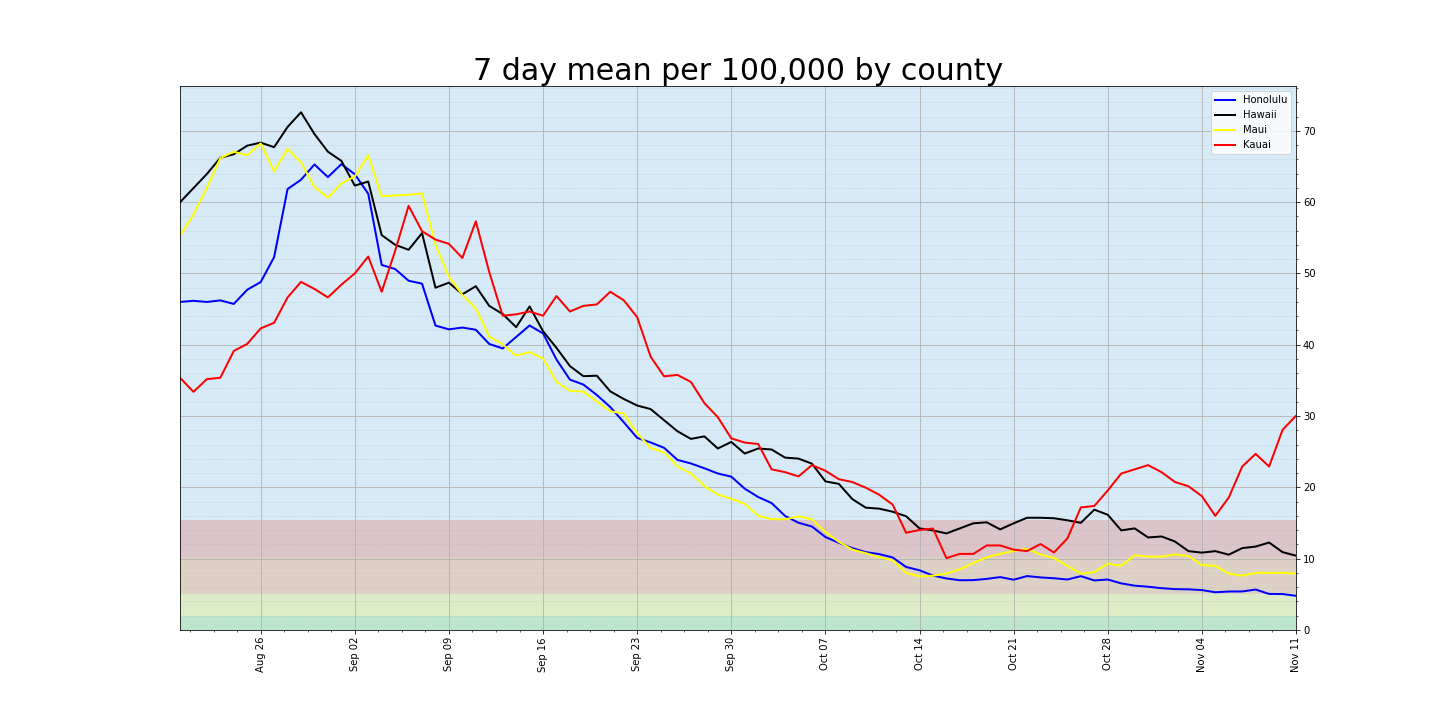 7 day mean per 100,000 by county
Honolulu
Hawaii
Maui
Kauai
70
60
50
40
30
20
10
0
Aug 26
Sep 02
Sep 09
Sep 16
Sep 23
Sep 30
Oct 07
Oct 14
Oct 21
Oct 28
Nov 04
Nov 11